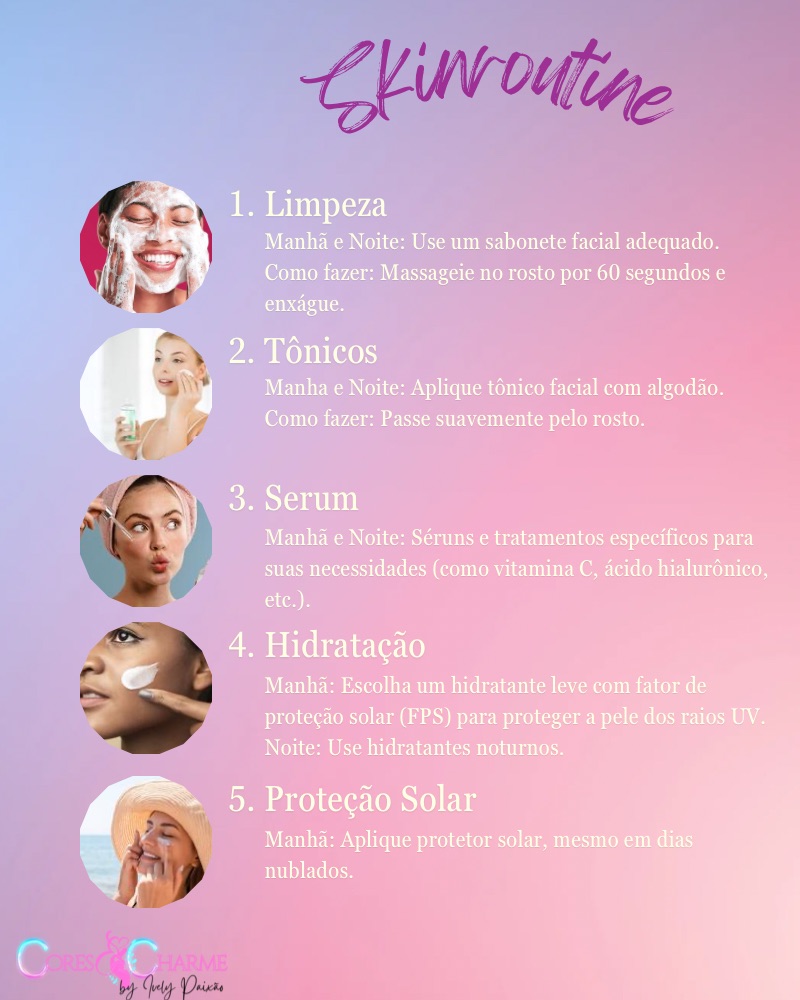 Skinroutine
1. Limpeza
Manhã e Noite: Use um sabonete facial adequado.
Como fazer: Massageie no rosto por 60 segundos e
enxágue.
2. Tônicos
Manha e Noite: Aplique tônico facial com algodão.
Como fazer: Passe suavemente pelo rosto.
3. Serum
Manhã e Noite: Séruns e tratamentos específicos para
suas necessidades (como vitamina C, ácido hialurônico,
etc.).
4. Hidratação
Manhã: Escolha um hidratante leve com fator de
proteção solar (FPS) para proteger a pele dos raios UV.
Noite: Use hidratantes noturnos.
5. Proteção Solar
Manhã: Aplique protetor solar, mesmo em dias
nublados.
CORES & CHARME
by Ively Paixão